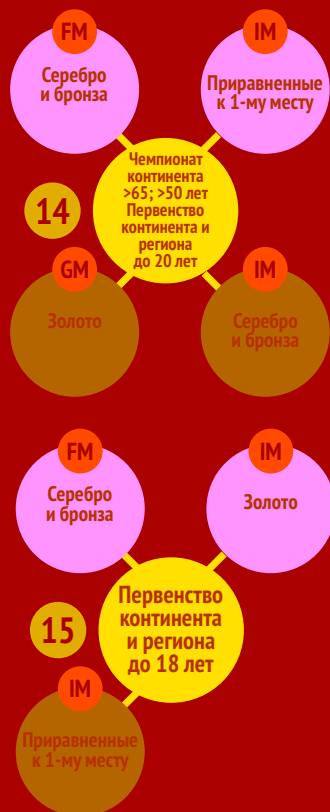 FM
Серебро
и бронза
IM
Приравненные
к 1-му месту
Чемпионат
континента
>65; >50 лет
Первенство
континента и
региона
до 20 лет
14
GM
Золото
IM
Серебро
и бронза
FM
Серебро
и бронза
IM
Золото
Первенство
континента
и региона
до 18 лет
15
IM
Приравненные
к 1-му месту